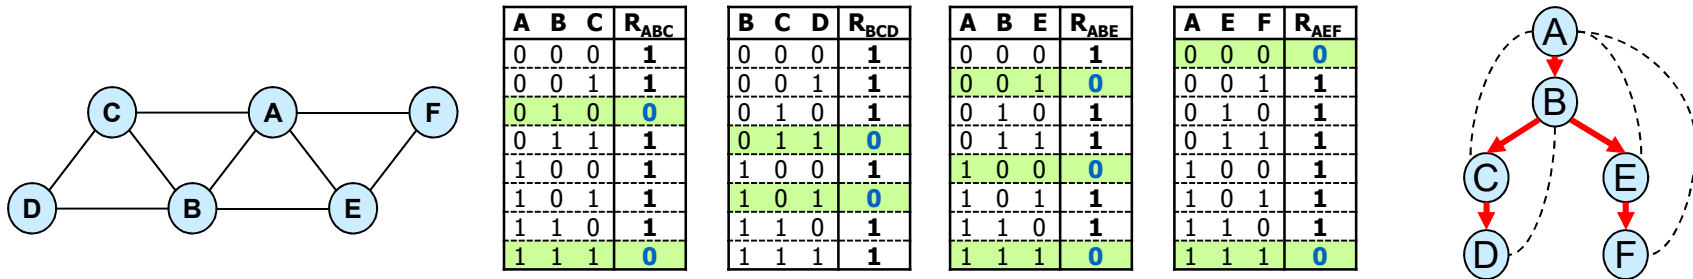 C A F
D B E
A B C R_ABC
0 0 0 1
0 0 1 1
0 1 0 0
0 1 1 1
1 0 0 1
1 0 1 1
1 1 0 1
1 1 1 0
B C D R_BCD
0 0 0 1
0 0 1 1
0 1 0 1
0 1 1 0
1 0 0 1
1 0 1 0
1 1 0 1
1 1 1 1
A B E R_ABE
0 0 0 1
0 0 1 0
0 1 0 1
0 1 1 1
1 0 0 0
1 0 1 1
1 1 0 1
1 1 1 0
A E F R_AEF
0 0 0 0
0 0 1 1
0 1 0 1
0 1 1 1
1 0 0 1
1 0 1 1
1 1 0 1
1 1 1 0
A
B
C E
D F